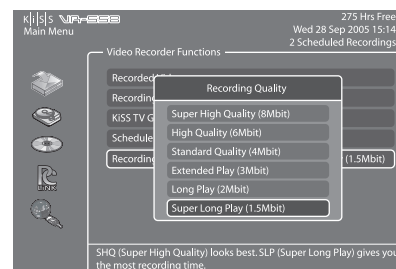 KiSS VR-558
275 Hrs Free
Main Menu
Wed 28 Sep 2005 15:14
2 Scheduled Recordings
Video Recorder Functions
Recorded
Recording Quality
Recording
Super High Quality (8Mbit)
KiSS TV G
High Quality (6Mbit)
Schedule
Standard Quality (4Mbit)
Recording
(1.5Mbit)
Extended Play (3Mbit)
Long Play (2Mbit)
Super Long Play (1.5Mbit)
PC
LINK
SHQ (Super High Quality) looks best. SLP (Super Long Play) gives you
the most recording time.